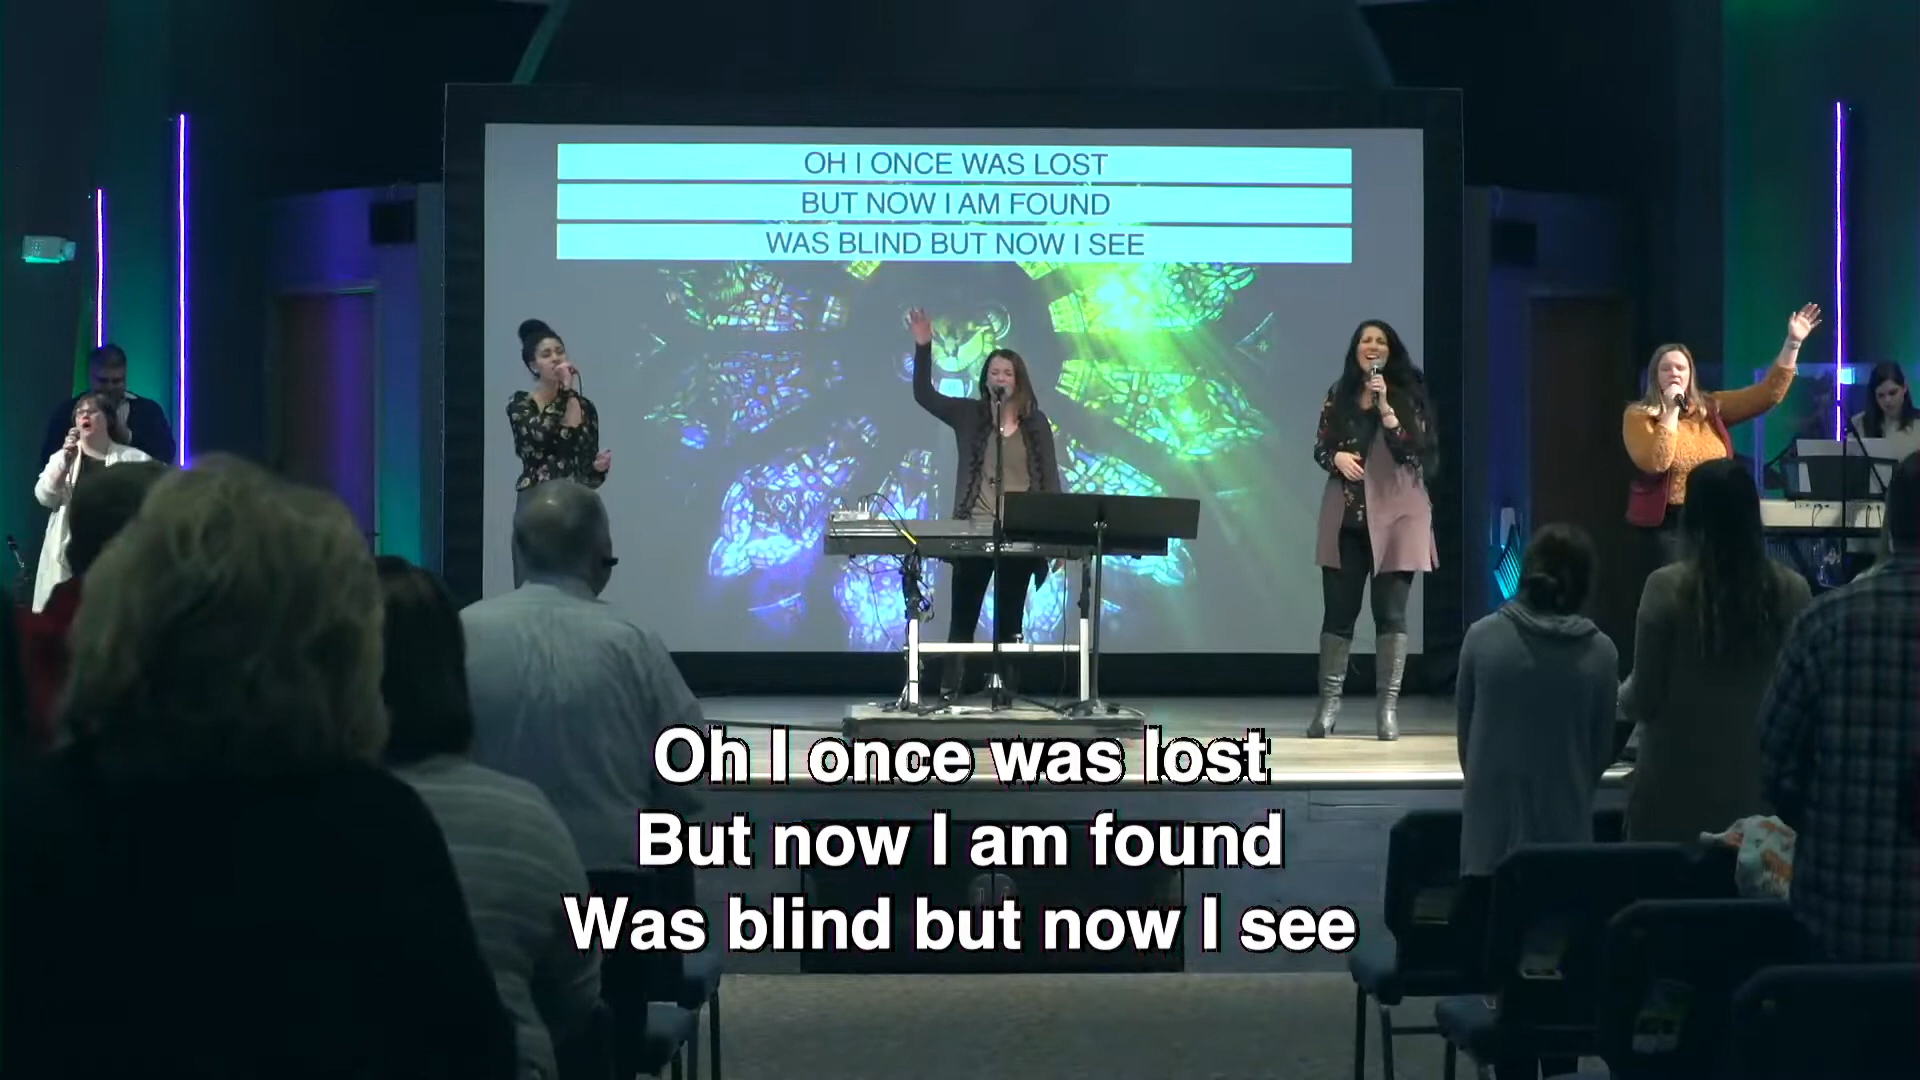 OH I ONCE WAS LOST
BUT NOW I AM FOUND
WAS BLIND BUT NOW I SEE
Oh I once was lost
But now I am found
Was blind but now I see